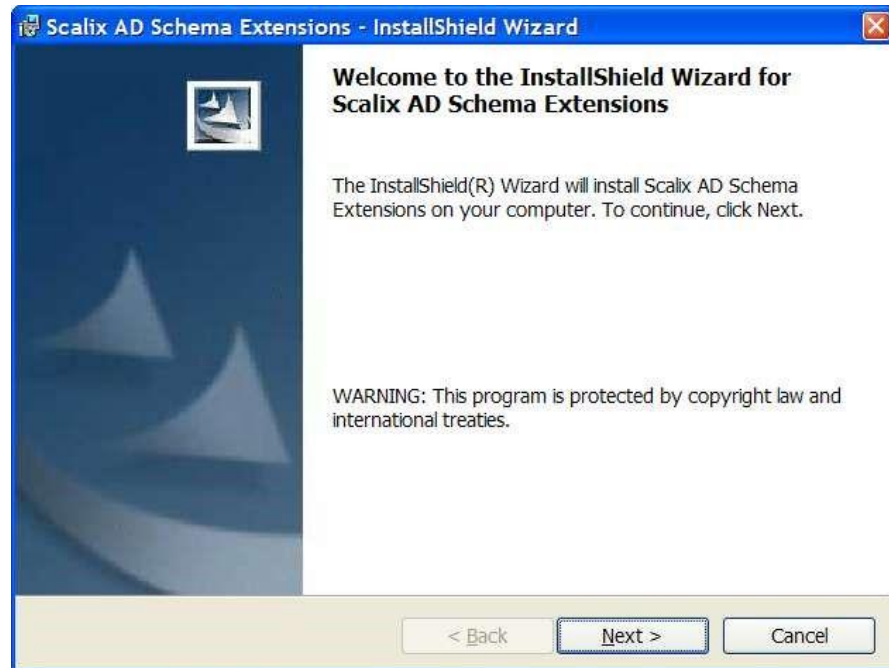 Scalix AD Schema Extensions - InstallShield Wizard
Welcome to the InstallShield Wizard for
Scalix AD Schema Extensions
The InstallShield(R) Wizard will install Scalix AD Schema
Extensions on your computer. To continue, click Next.
WARNING: This program is protected by copyright law and
international treaties.
< Back
Next >
Cancel